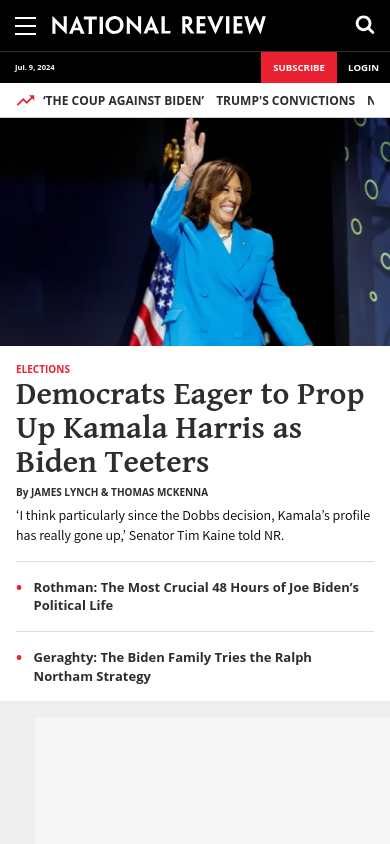 NATIONAL REVIEW
Jul. 9, 2024
SUBSCRIBE
LOGIN
‘THE COUP AGAINST BIDEN’ TRUMP'S CONVICTIONS
ELECTIONS
Democrats Eager to Prop
Up Kamala Harris as
Biden Teeters
By JAMES LYNCH & THOMAS MCKENNA
‘I think particularly since the Dobbs decision, Kamala’s profile
has really gone up,’ Senator Tim Kaine told NR.
• Rothman: The Most Crucial 48 Hours of Joe Biden’s
Political Life
• Geraghty: The Biden Family Tries the Ralph
Northam Strategy